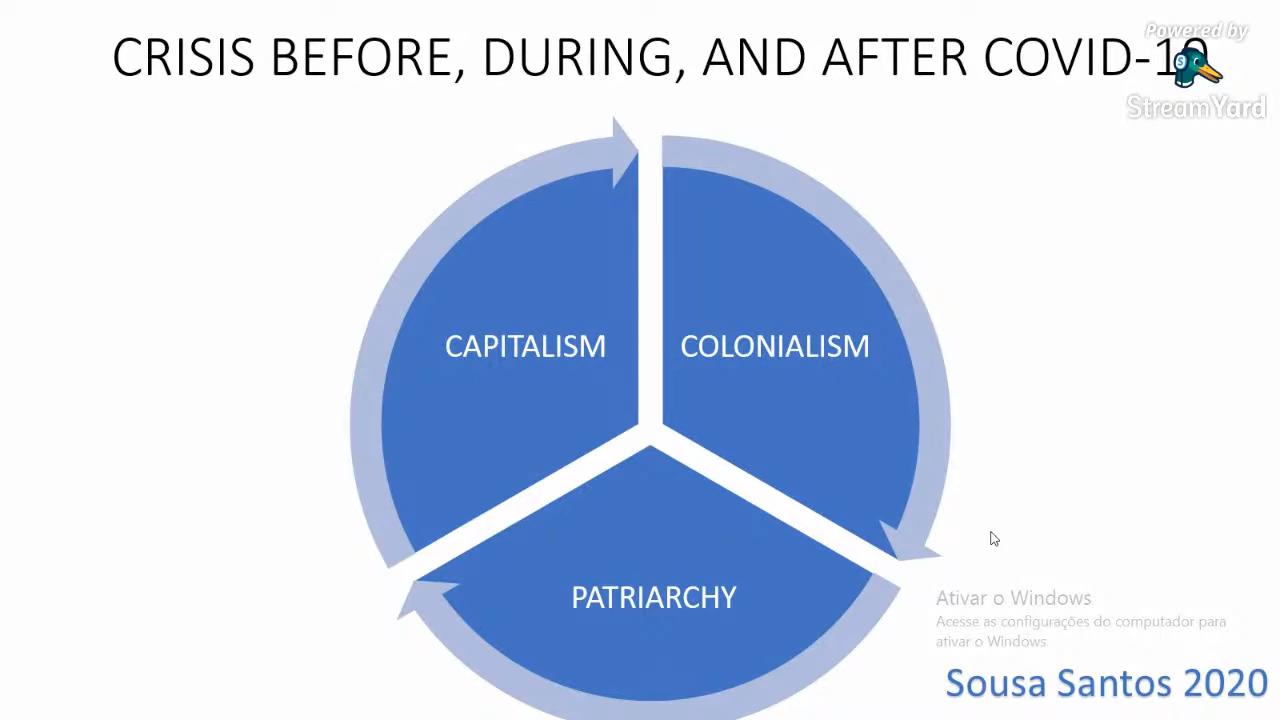 CRISIS BEFORE, DURING, AND AFTER COVID-19
Powered by
StreamYard
CAPITALISM
COLONIALISM
PATRIARCHY
Ativar o Windows
Acesse as configurações do computador para
ativar o Windows.
Sousa Santos 2020